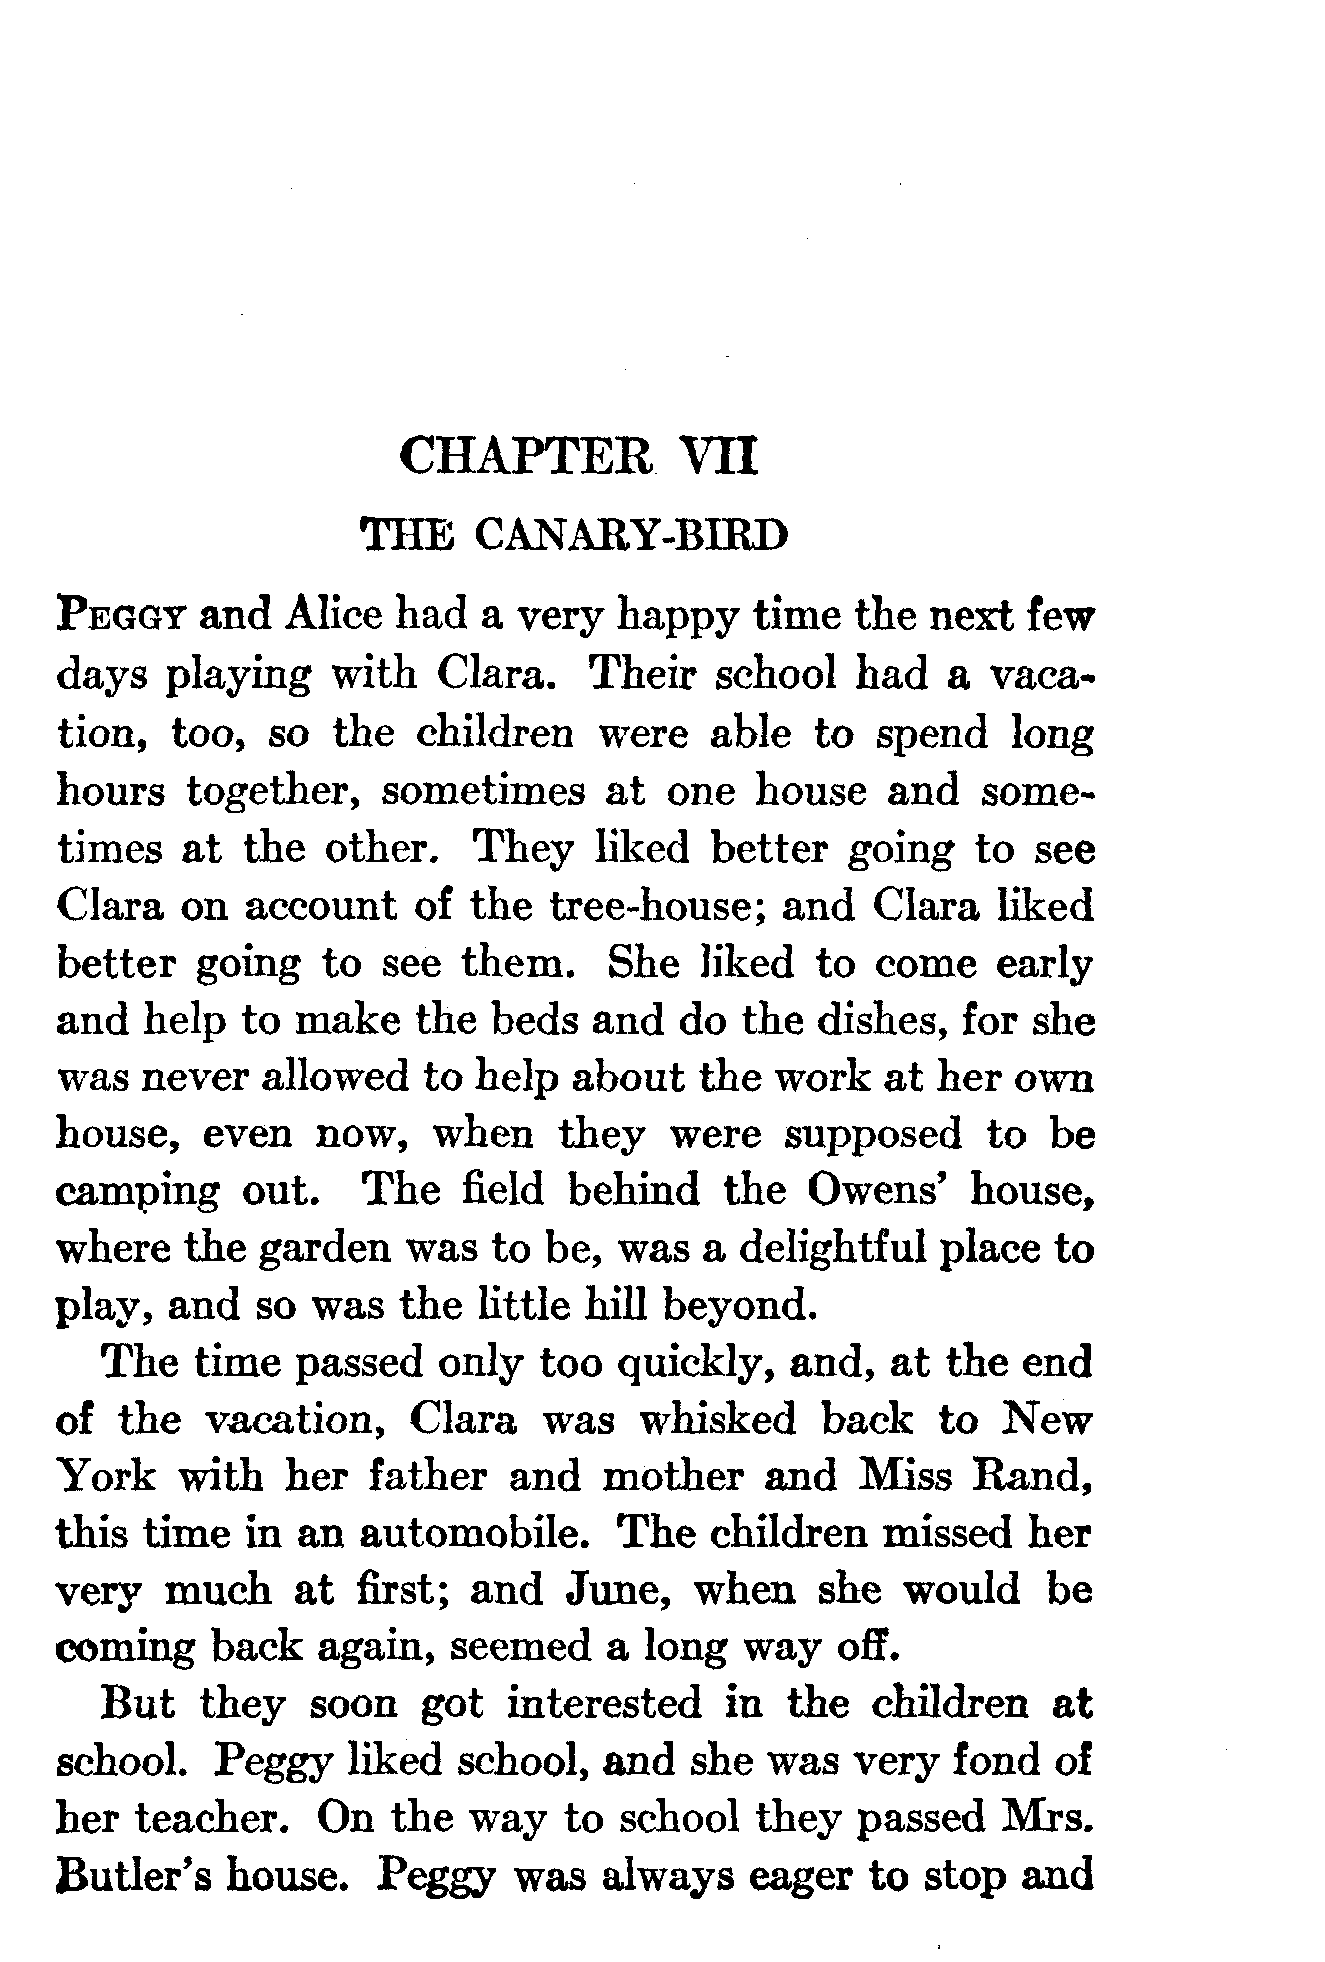 CHAPTER VII
THE CANARY-BIRD
PEGGY and Alice had a very happy time the next few
days playing with Clara. Their school had a vaca-
tion, too, so the children were able to spend long
hours together, sometimes at one house and some-
times at the other. They liked better going to see
Clara on account of the tree-house; and Clara liked
better going to see them. She liked to come early
and help to make the beds and do the dishes, for she
was never allowed to help about the work at her own
house, even now, when they were supposed to be
camping out. The field behind the Owens' house,
where the garden was to be, was a delightful place to
play, and so was the little hill beyond.
The time passed only too quickly, and, at the end
of the vacation, Clara was whisked back to New
York with her father and mother and Miss Rand,
this time in an automobile. The children missed her
very much at first; and June, when she would be
coming back again, seemed a long way off.
But they soon got interested in the children at
school. Peggy liked school, and she was very fond of
her teacher. On the way to school they passed Mrs.
Butler's house. Peggy was always eager to stop and